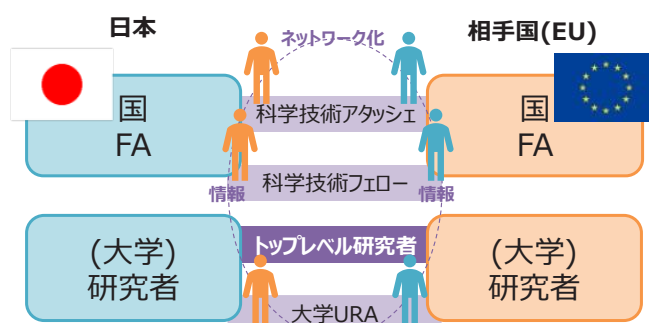 日本
ネットワーク化
相手国(EU)
国
FA
科学技術アタッシェ
国
FA
情報
科学技術フェロー
情報
(大学)
研究者
トップレベル研究者
(大学)
研究者
大学URA